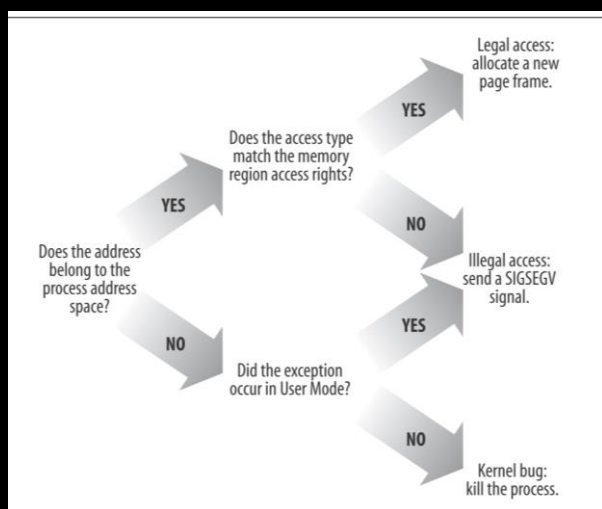 Legal access:
allocate a new
page frame.
YES
Does the access type
match the memory
region access rights?
YES
NO
Does the address
belong to the
process address
space?
Illegal access:
send a SIGSEGV
signal.
YES
NO
Did the exception
occur in User Mode?
NO
Kernel bug:
kill the process.